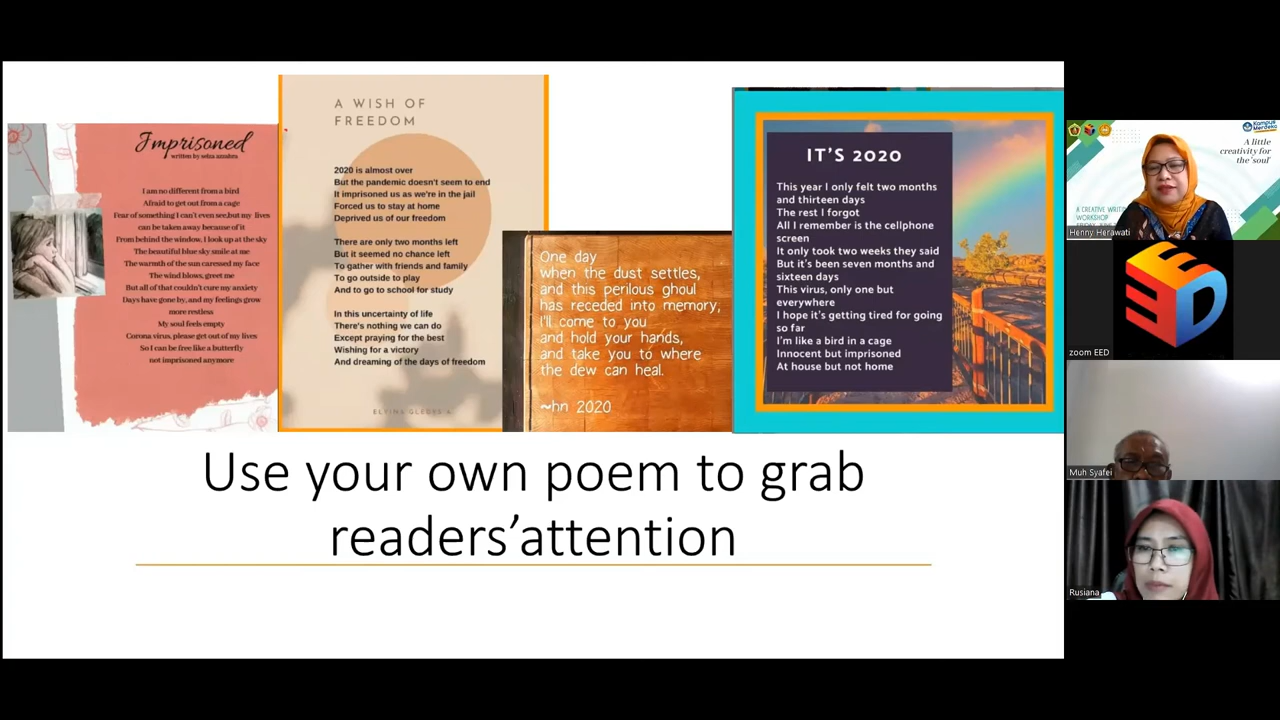 Imprisoned
written by selza azzahra
I am no different from a bird
Afraid to get out from a cage
Fear of something I can't even see,but my lives
can be taken away because of it
From behind the window, I look up at the sky
The beautiful blue sky smile at me
The warmth of the sun caressed my face
The wind blows, greet me
But all of that couldn't cure my anxiety
Days have gone by, and my feelings grow
more restless
My soul feels empty
Corona virus, please get out of my lives
So I can be free like a butterfly
not imprisoned anymore
A WISH OF
FREEDOM
2020 is almost over
But the pandemic doesn't seem to end
It imprisoned us as we're in the jail
Forced us to stay at home
Deprived us of our freedom
There are only two months left
But it seemed no chance left
To gather with friends and family
To go outside to play
And to go to school for study
In this uncertainty of life
There's nothing we can do
Except praying for the best
Wishing for a victory
And dreaming of the days of freedom
One day
when the dust settles,
and this perilous ghoul
has receded into memory,
I'll come to you
and hold your hands,
and take you to where
the dew can heal.
~hn 2020
IT'S 2020
This year I only felt two months
and thirteen days
The rest I forgot
All I remember is the cellphone
screen
It only took two weeks they said
But it's been seven months and
sixteen days
This virus, only one but
everywhere
I hope it's getting tired for going
so far
I'm like a bird in a cage
Innocent but imprisoned
At house but not home
Use your own poem to grab
readers'attention
Kampus
Merdeka
A little
creativity for
the 'soul'
A CREATIVE
WORKSHOP
Henny Herawati
EED
zoom EED
Muh Syafei
Rusiana